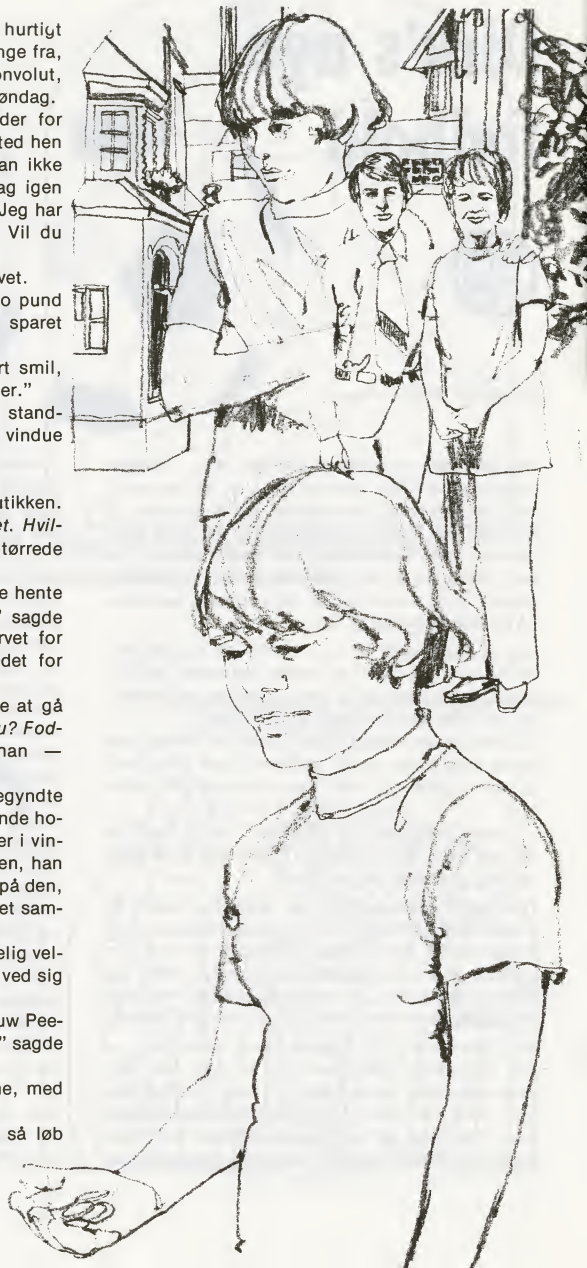 hurtigt
nge fra,
onvolut,
øndag.
der for
ted hen
an ikke
ag igen
Jeg har
Vil du
vet.
o pund
sparet
rt smil,
er."
stand-
vindue
utikken.
et. Hvil-
tørrede
e hente
" sagde
rvet for
det for
e at gå
u? Fod-
han —
egyndte
nde ho-
er i vin-
en, han
på den,
et sam-
elig vel-
ved sig
uw Pee-
" sagde
ne, med
så løb